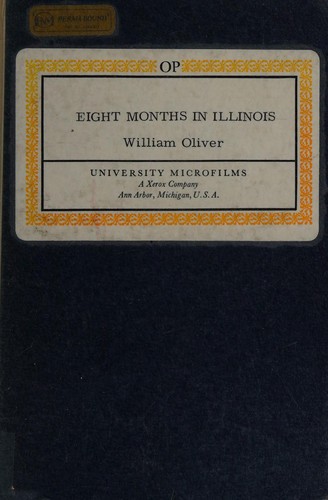 OP
EIGHT MONTHS IN ILLINOIS
William Oliver
UNIVERSITY MICROFILMS
A Xerox Company
Ann Arbor, Michigan, U.S.A.